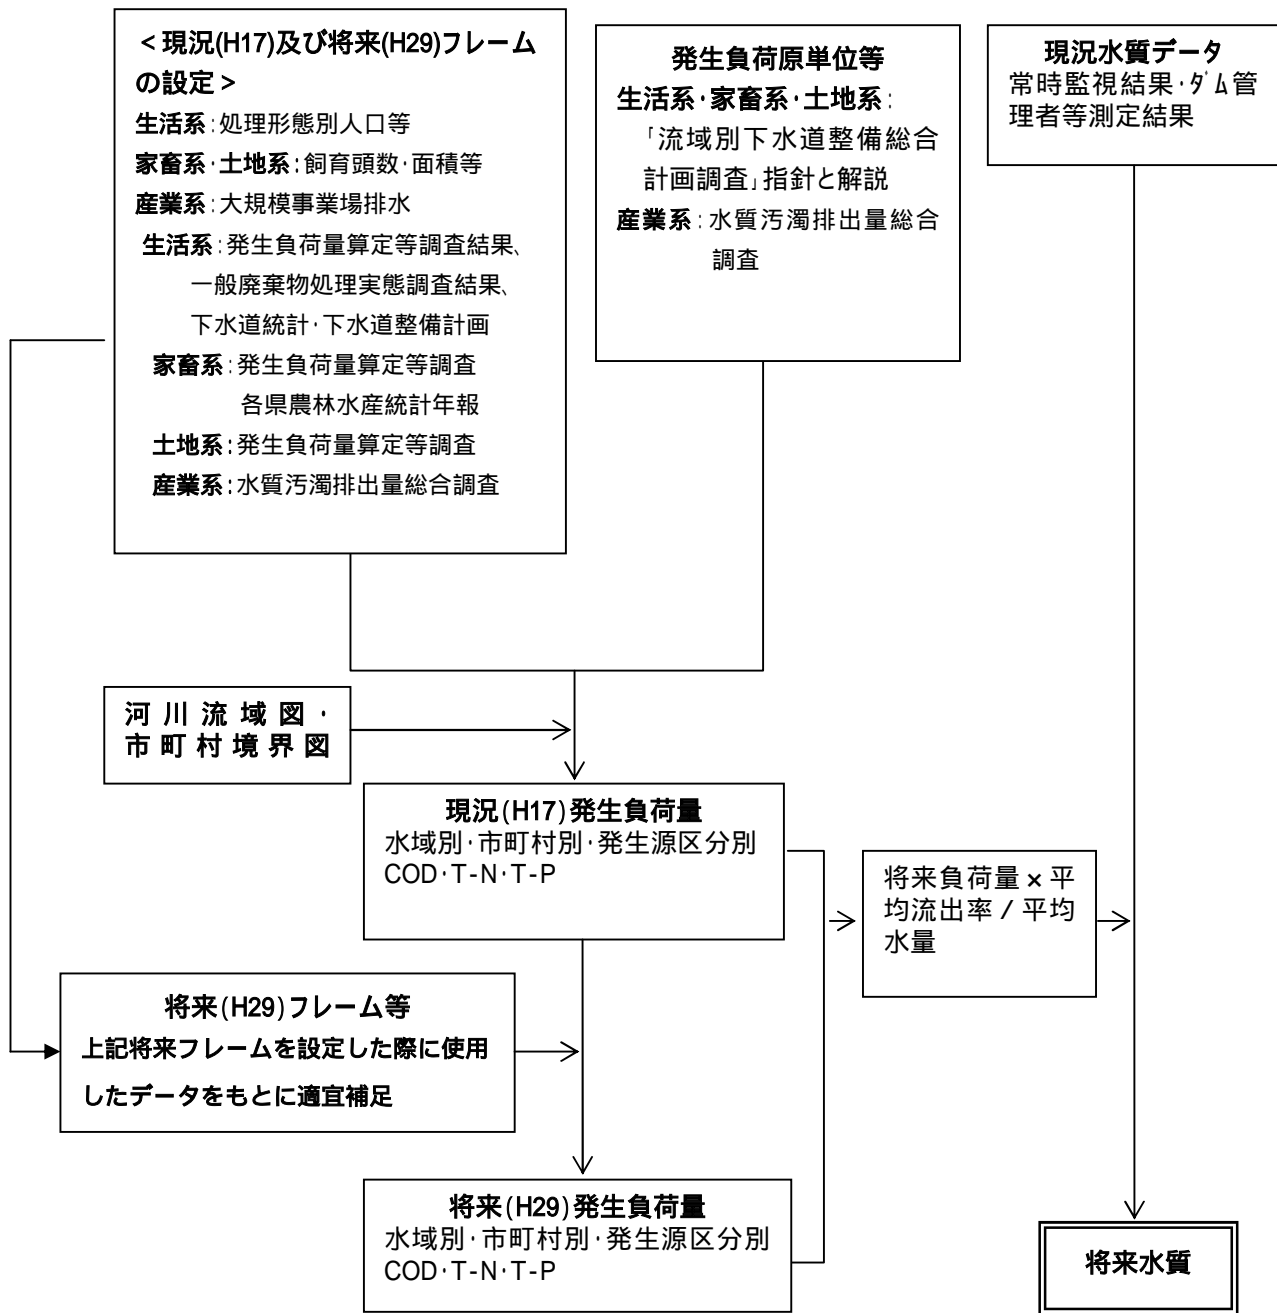 ＜現況(H17)及び将来(H29)フレーム
の設定＞
生活系:処理形態別人口等
家畜系･土地系:飼育頭数･面積等
産業系:大規模事業場排水
生活系:発生負荷量算定等調査結果、
一般廃棄物処理実態調査結果、
下水道統計･下水道整備計画
家畜系:発生負荷量算定等調査
各県農林水産統計年報
土地系:発生負荷量算定等調査
産業系:水質汚濁排出量総合調査
発生負荷原単位等
生活系･家畜系･土地系:
｢流域別下水道整備総合
計画調査｣指針と解説
産業系:水質汚濁排出量総合
調査
現況水質データ
常時監視結果･ﾀﾞﾑ管
理者等測定結果
河川流域図･
市町村境界図
現況(H17)発生負荷量
水域別･市町村別･発生源区分別
COD･T-N･T-P
将来負荷量×平
均流出率/平均
水量
将来(H29)フレーム等
上記将来フレームを設定した際に使用
したデータをもとに適宜補足
将来(H29)発生負荷量
水域別･市町村別･発生源区分別
COD･T-N･T-P
将来水質